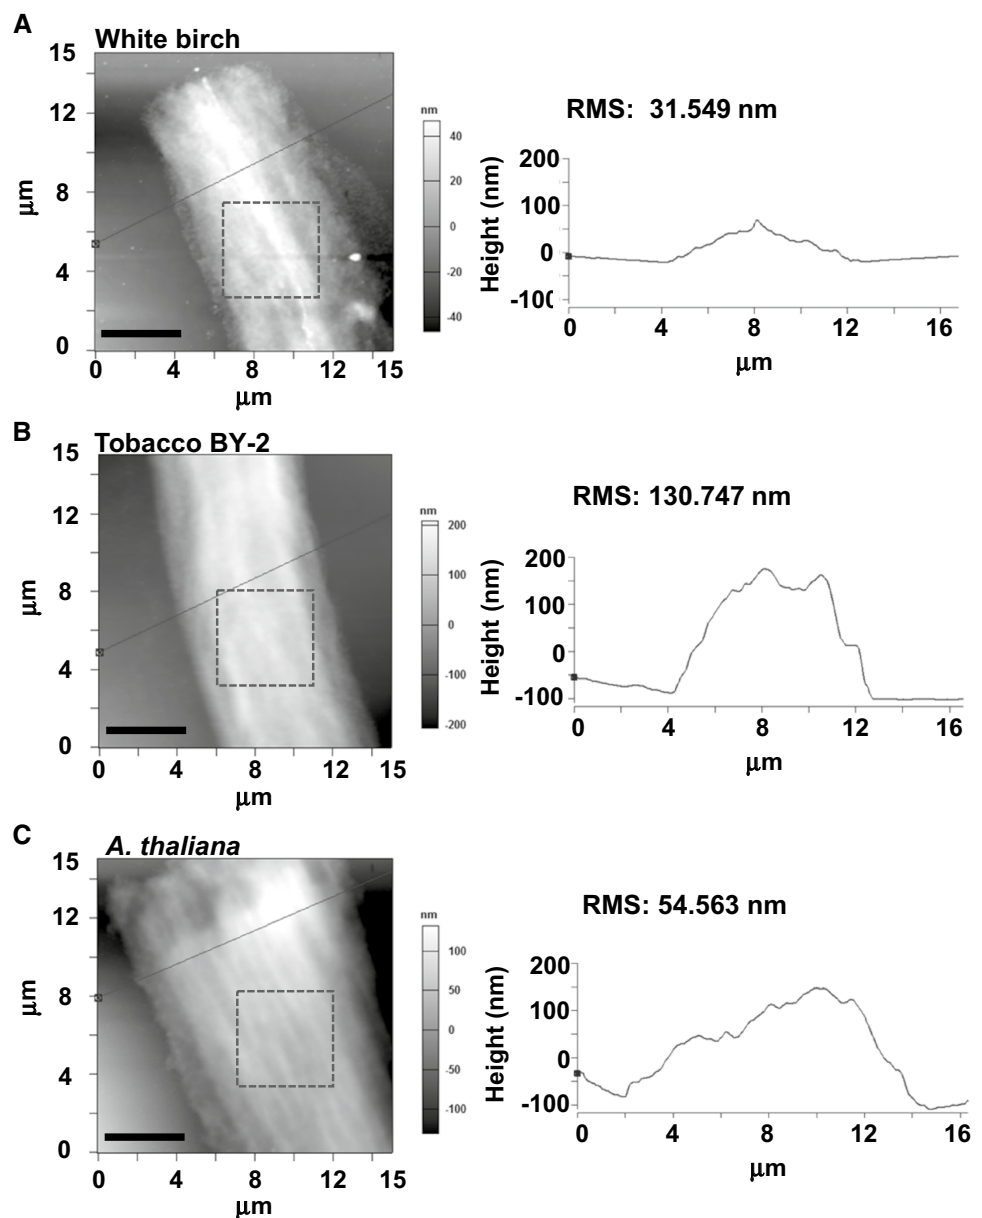 A
White birch
15
12
8
4
0
μm
0 4 8 12 15
μm
nm
40
20
0
-20
-40
RMS: 31.549 nm
Height (nm)
200
100
0
-100
0 4 8 12 16
μm
B
Tobacco BY-2
15
12
8
4
0
μm
0 4 8 12 15
μm
nm
200
100
0
-100
-200
RMS: 130.747 nm
Height (nm)
200
100
0
-100
0 4 8 12 16
μm
C
A. thaliana
15
12
8
4
0
μm
0 4 8 12 15
μm
nm
100
50
0
-50
-100
RMS: 54.563 nm
Height (nm)
200
100
0
-100
0 4 8 12 16
μm